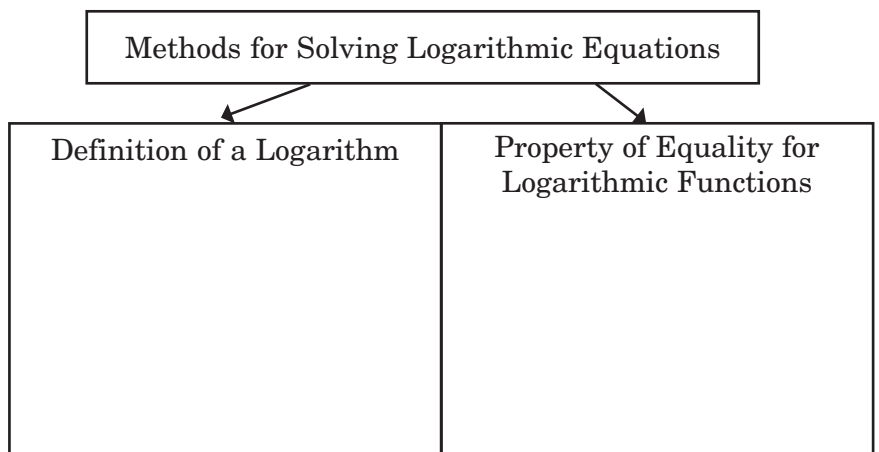 Methods for Solving Logarithmic Equations
Definition of a Logarithm
Property of Equality for
Logarithmic Functions